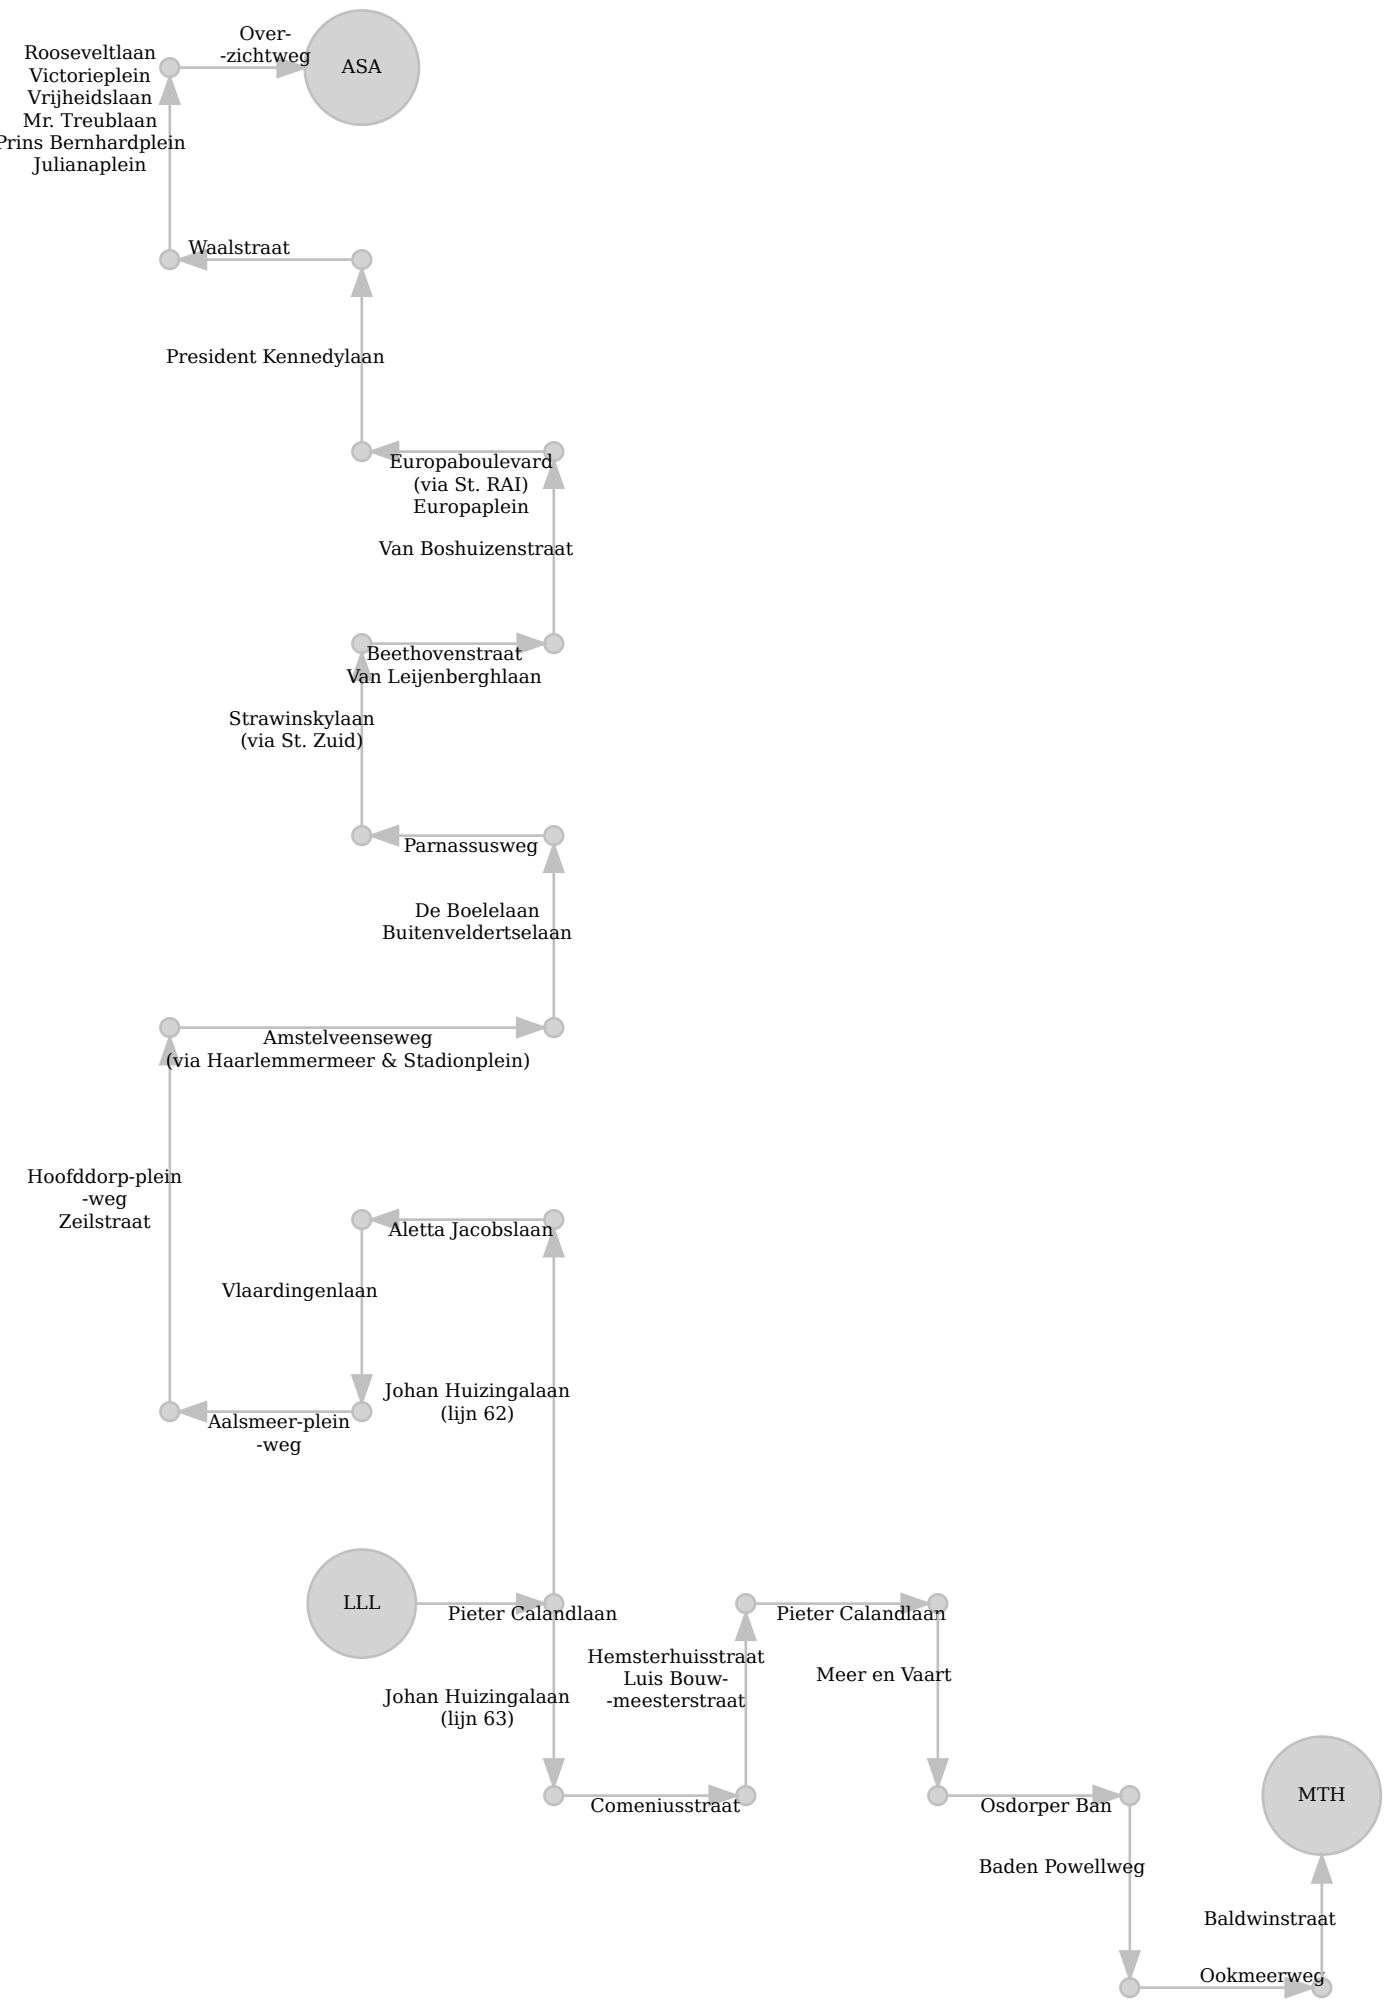 Over-
-zichtweg
ASA
Rooseveltlaan
Victorieplein
Vrijheidslaan
Mr. Treublaan
Prins Bernhardplein
Julianaplein
Waalstraat
President Kennedylaan
Europaboulevard
(via St. RAI)
Europaplein
Van Boshuizenstraat
Beethovenstraat
Van Leijenberghlaan
Strawinskylaan
(via St. Zuid)
Parnassusweg
De Boelelaan
Buitenveldertselaan
Amstelveenseweg
(via Haarlemmermeer & Stadionplein)
Hoofddorp-plein
-weg
Zeilstraat
Aletta Jacobslaan
Vlaardingenlaan
Johan Huizingalaan
(lijn 62)
Aalsmeer-plein
-weg
LLL
Pieter Calandlaan
Pieter Calandlaan
Hemsterhuisstraat
Luis Bouw-
-meesterstraat
Meer en Vaart
Johan Huizingalaan
(lijn 63)
Comeniusstraat
Osdorper Ban
MTH
Baden Powellweg
Baldwinstraat
Ookmeerweg